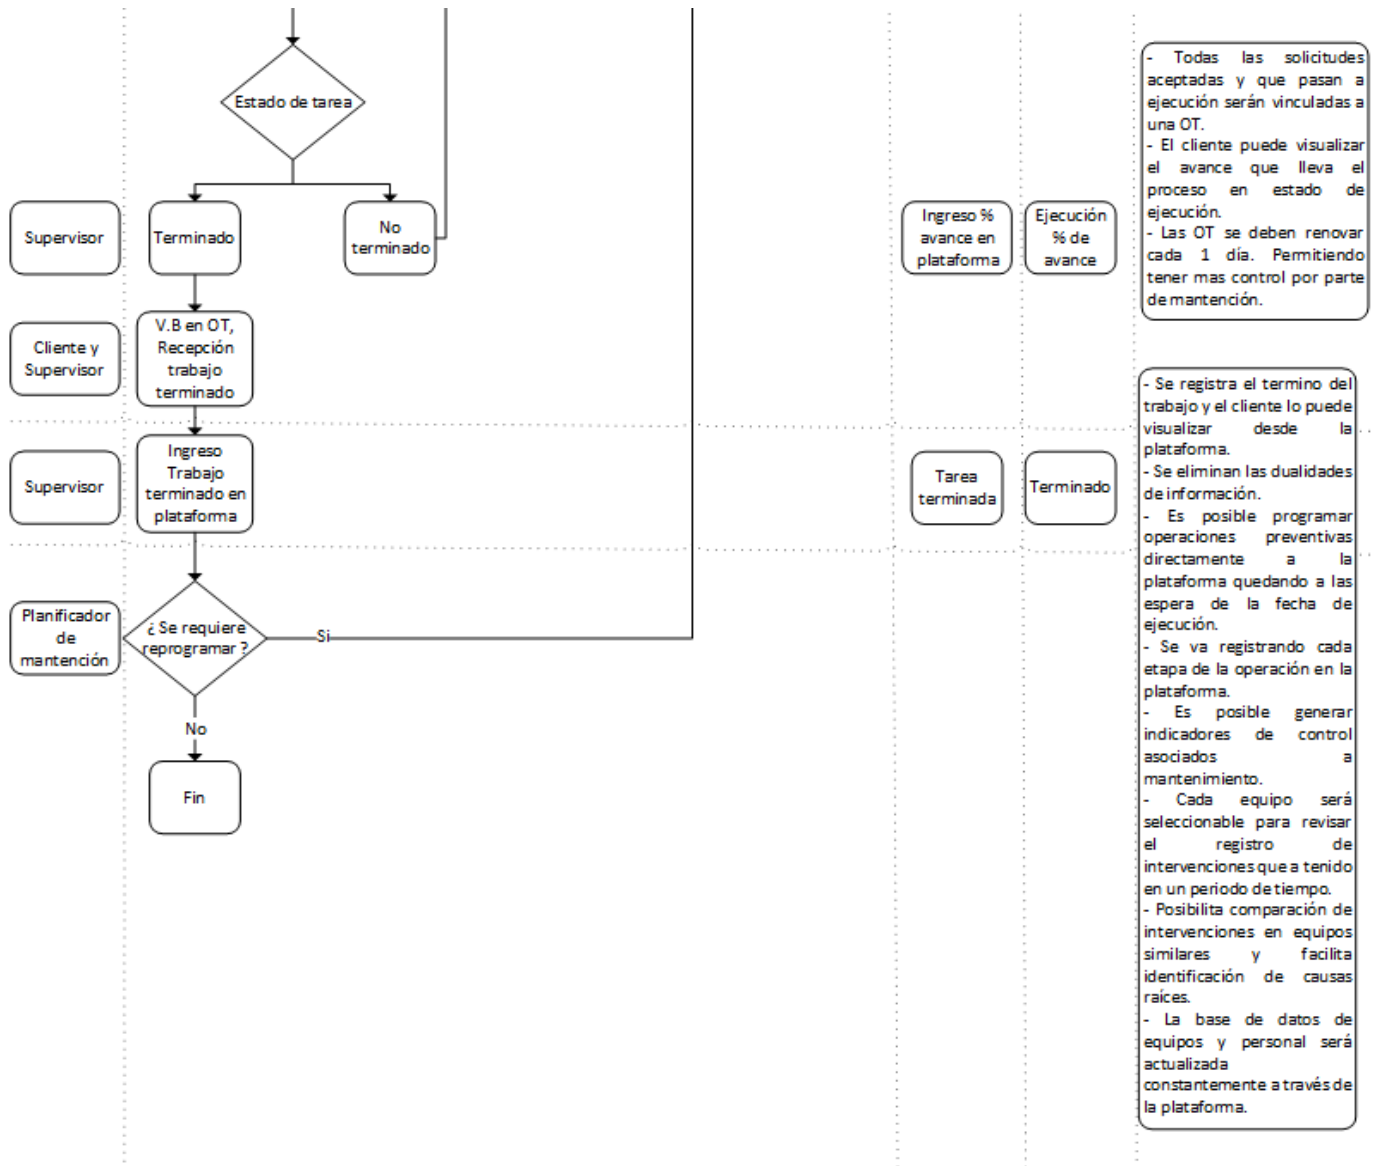 Estado de tarea
Supervisor
Terminado
No
terminado
Ingreso %
avance en
plataforma
Ejecución
% de
avance
- Todas las solicitudes
aceptadas y que pasan a
ejecución serán vinculadas a
una OT.
- El cliente puede visualizar
el avance que lleva el
proceso en estado de
ejecución.
- Las OT se deben renovar
cada 1 día. Permitiendo
tener mas control por parte
de mantención.
Cliente y
Supervisor
V.B en OT,
Recepción
trabajo
terminado
Supervisor
Ingreso
Trabajo
terminado en
plataforma
Tarea
terminada
Terminado
- Se registra el termino del
trabajo y el cliente lo puede
visualizar desde la
plataforma.
- Se eliminan las dualidades
de información.
- Es posible programar
operaciones preventivas
directamente a la
plataforma quedando a las
espera de la fecha de
ejecución.
- Se va registrando cada
etapa de la operación en la
plataforma.
- Es posible generar
indicadores de control
asociados a
mantenimiento.
- Cada equipo será
seleccionable para revisar
el registro de
intervenciones que a tenido
en un periodo de tiempo.
- Posibilita comparación de
intervenciones en equipos
similares y facilita
identificación de causas
raíces.
- La base de datos de
equipos y personal será
actualizada
constantemente a través de
la plataforma.
Planificador
de
mantención
¿ Se requiere
reprogramar ?
Si
No
Fin